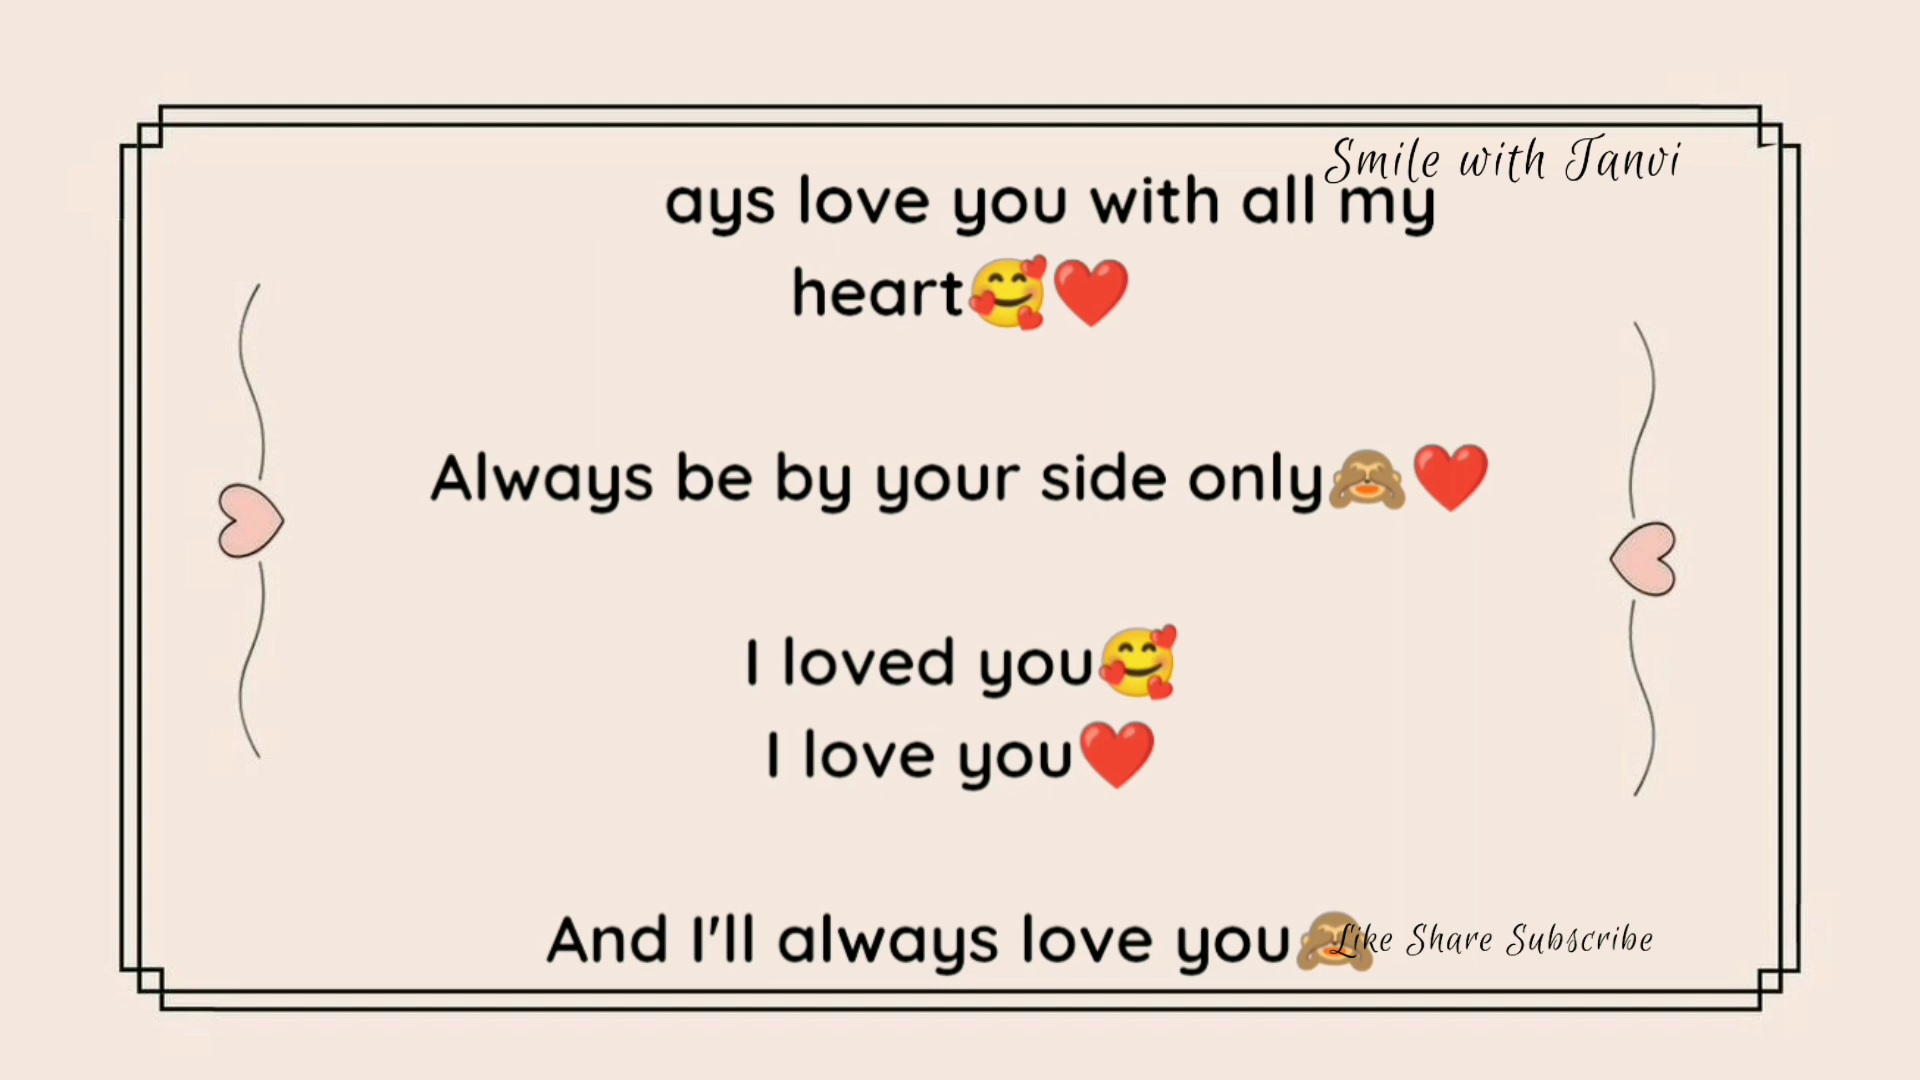 Smile with Tanvi
ays love you with all my
heart🥰❤️
Always be by your side only🙈❤️
I loved you🥰
I love you❤️
And I'll always love you🙈
Like Share Subscribe